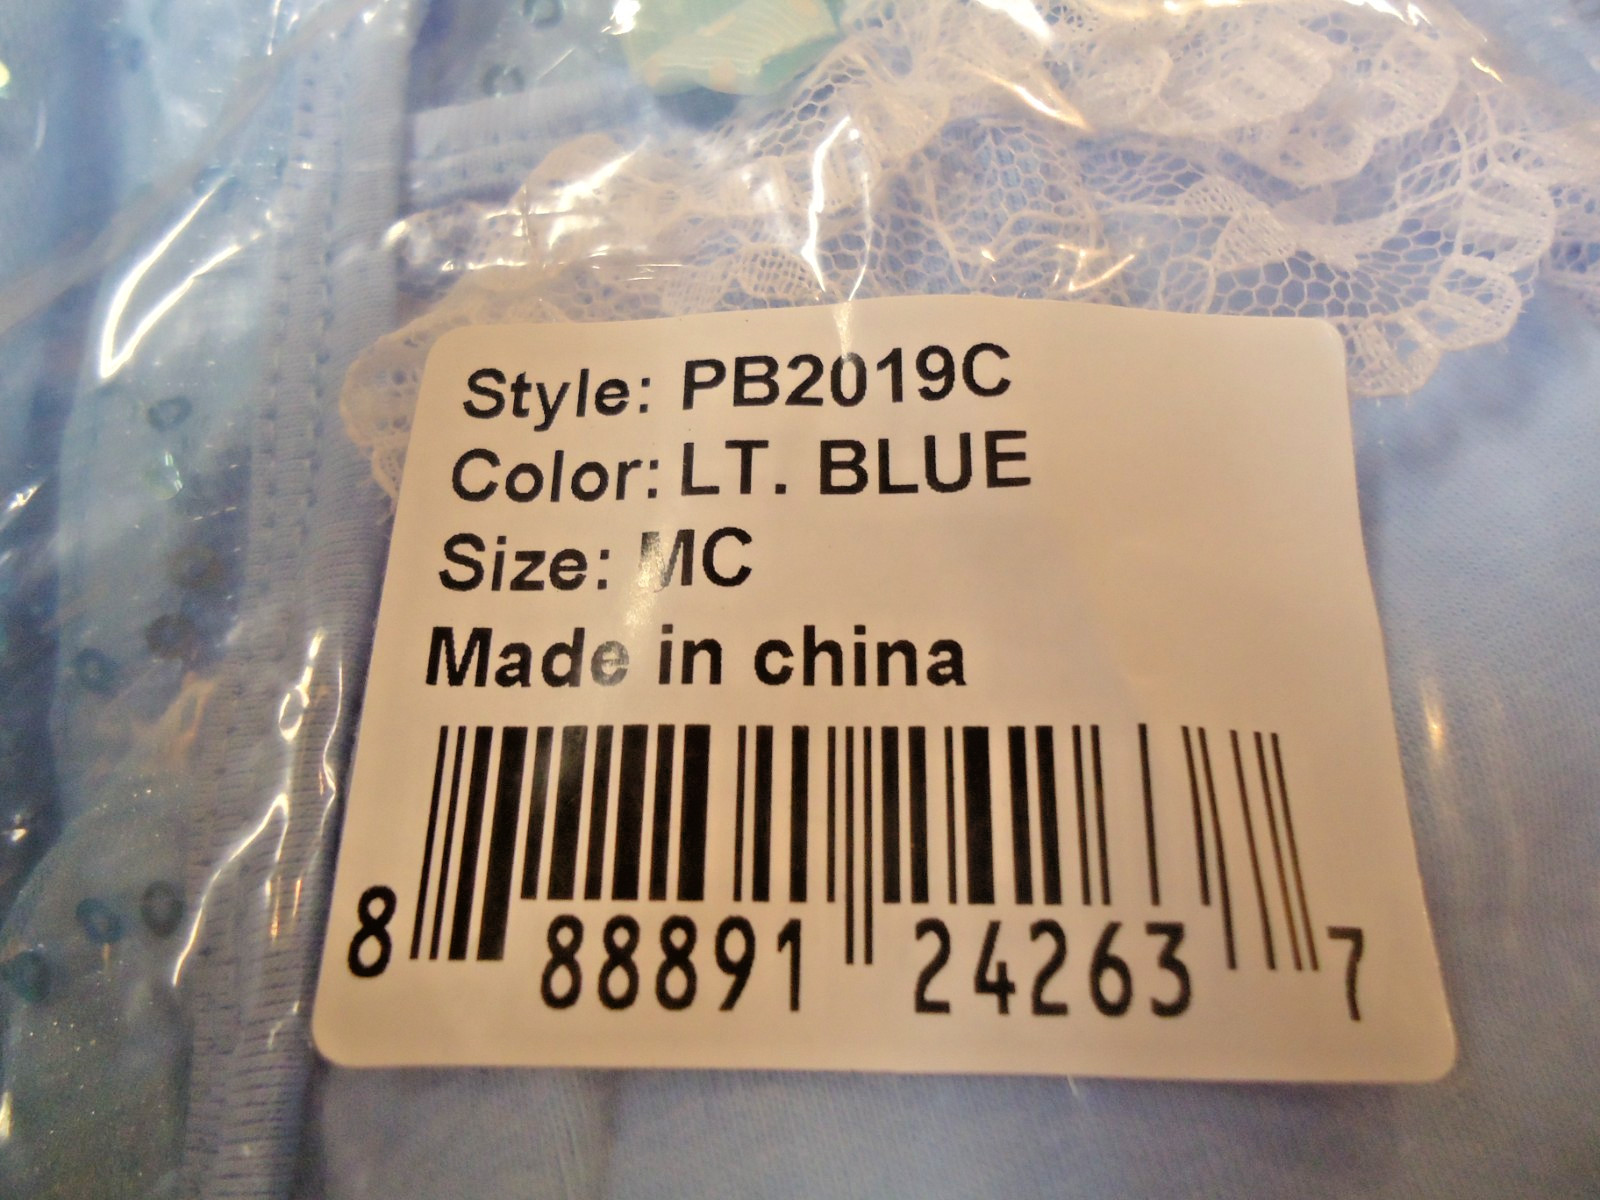 Style: PB2019C
Color: LT. BLUE
Size: MC
Made in china
8 88891 24263 7